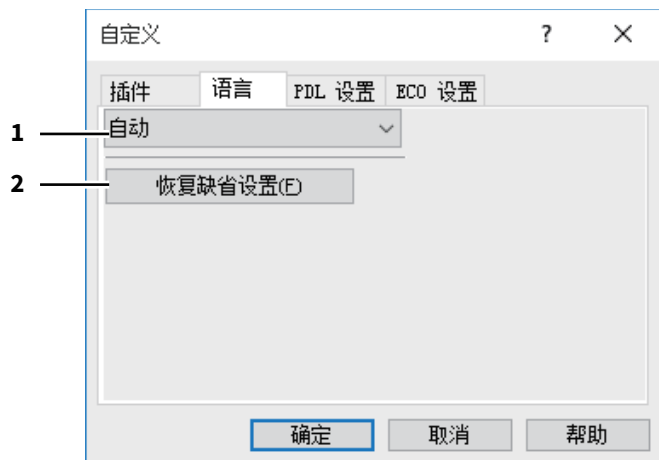 自定义 ? ×
插件 语言 PDL 设置 ECO 设置
1 自动
2 恢复缺省设置(F)
确定 取消 帮助